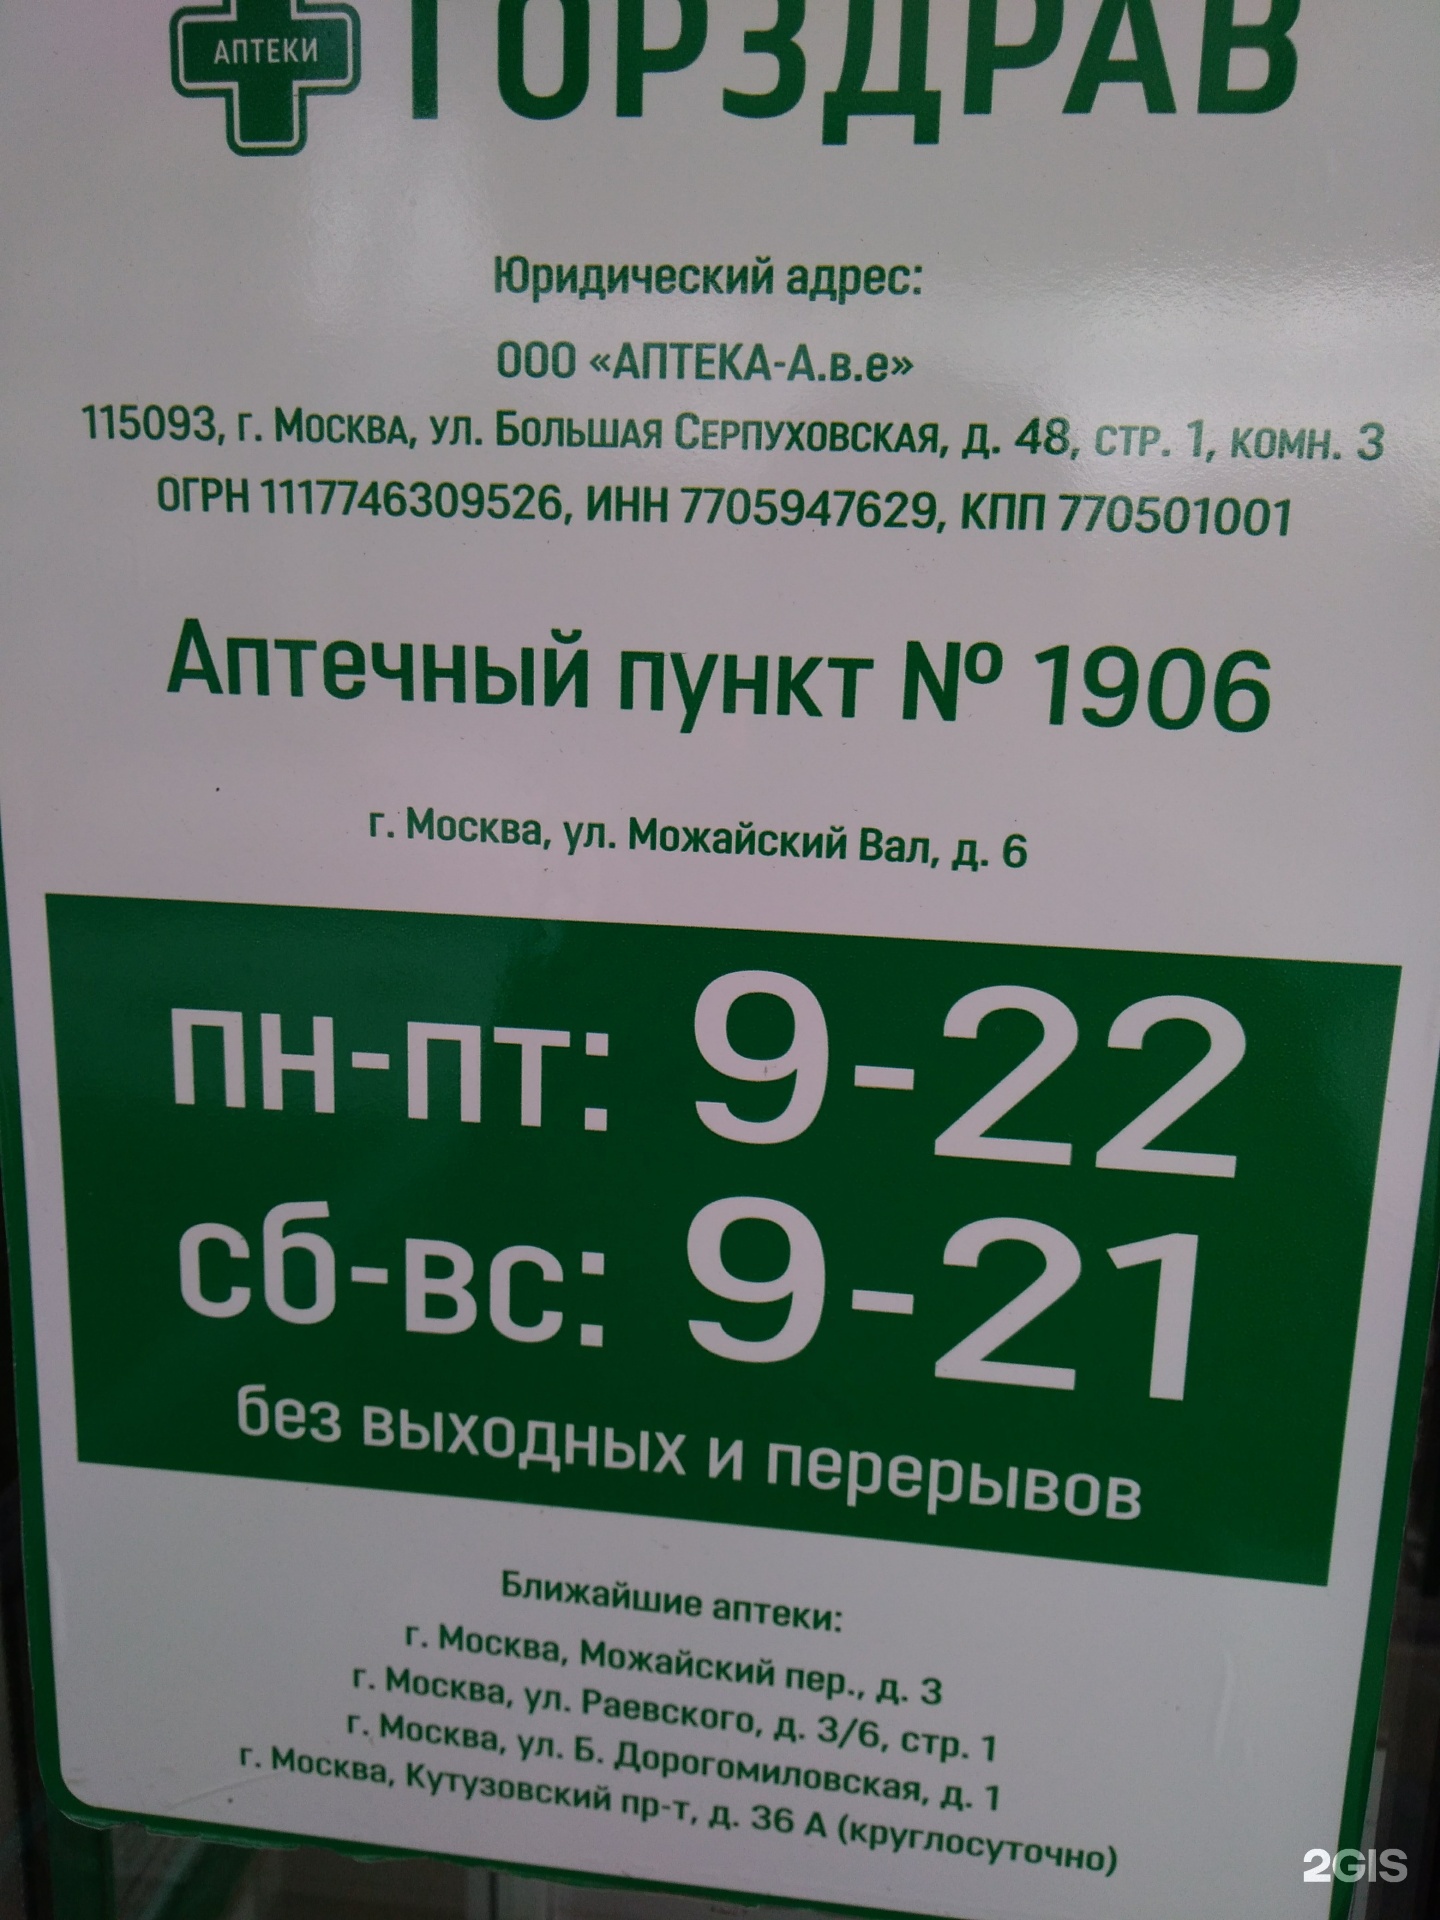 АПТЕКИ
ГОРЗДРАВ
Юридический адрес:
ООО «АПТЕКА-А.в.е»
115093, г. Москва, ул. Большая Серпуховская, д. 48, стр. 1, комн. 3
ОГРН 1117746309526, ИНН 7705947629, КПП 770501001
Аптечный пункт № 1906
г. Москва, ул. Можайский Вал, д. 6
пн-пт: 9-22
сб-вс: 9-21
без выходных и перерывов
Ближайшие аптеки:
г. Москва, Можайский пер., д. 3
г. Москва, ул. Раевского, д. 3/6, стр. 1
г. Москва, ул. Б. Дорогомиловская, д. 1
г. Москва, Кутузовский пр-т, д. 36 А (круглосуточно)
2GIS